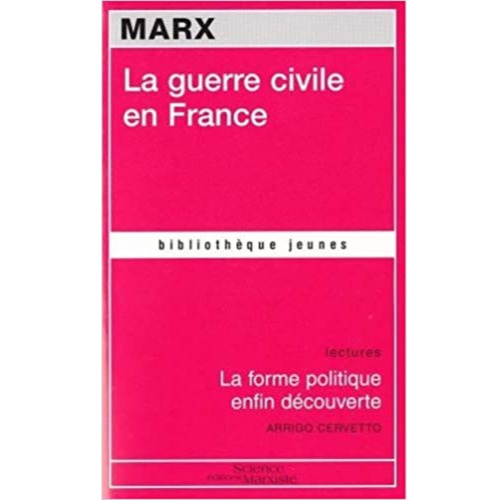 MARX
La guerre civile
en France
bibliothèque jeunes
lectures
La forme politique
enfin découverte
ARRIGO CERVETTO
Science
éditions Marxiste